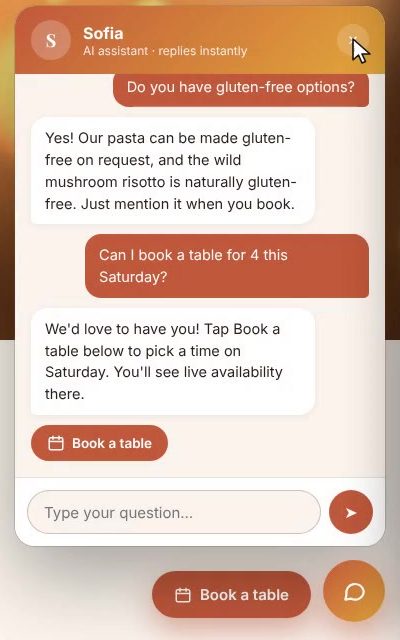 S
Sofia
AI assistant · replies instantly
Do you have gluten-free options?
Yes! Our pasta can be made gluten-
free on request, and the wild
mushroom risotto is naturally gluten-
free. Just mention it when you book.
Can I book a table for 4 this
Saturday?
We'd love to have you! Tap Book a
table below to pick a time on
Saturday. You'll see live availability
there.
Book a table
Type your question...
Book a table